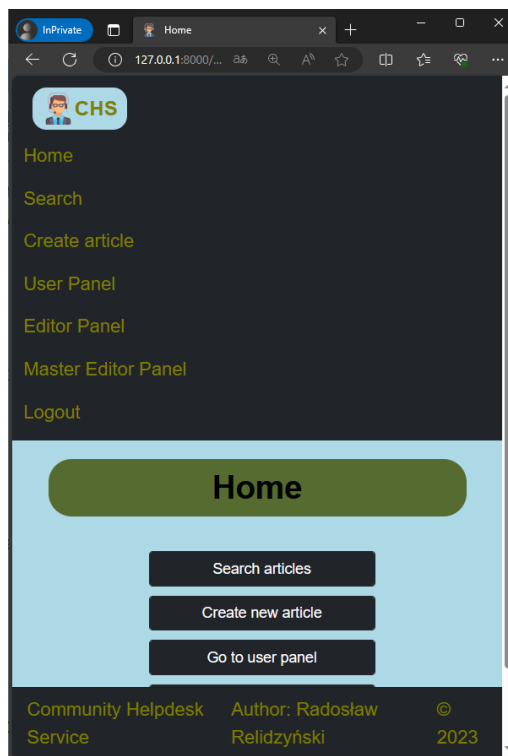 InPrivate
Home
127.0.0.1:8000/...
CHS
Home
Search
Create article
User Panel
Editor Panel
Master Editor Panel
Logout
Home
Search articles
Create new article
Go to user panel
Community Helpdesk Service
Author: Radosław Relidzyński
© 2023